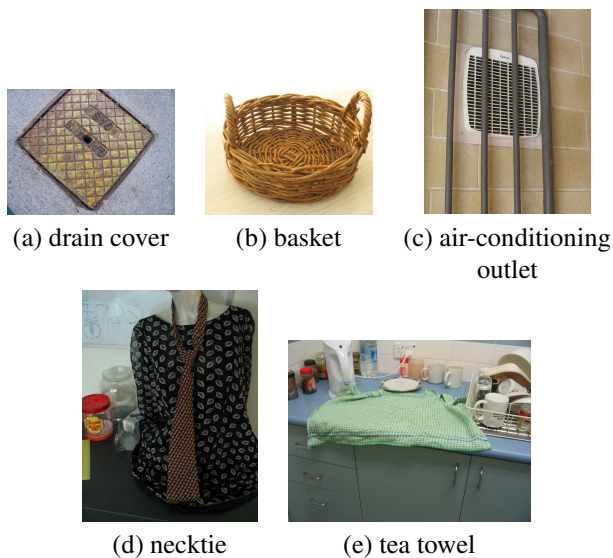 (a) drain cover
(b) basket
(c) air-conditioning
outlet
(d) necktie
(e) tea towel